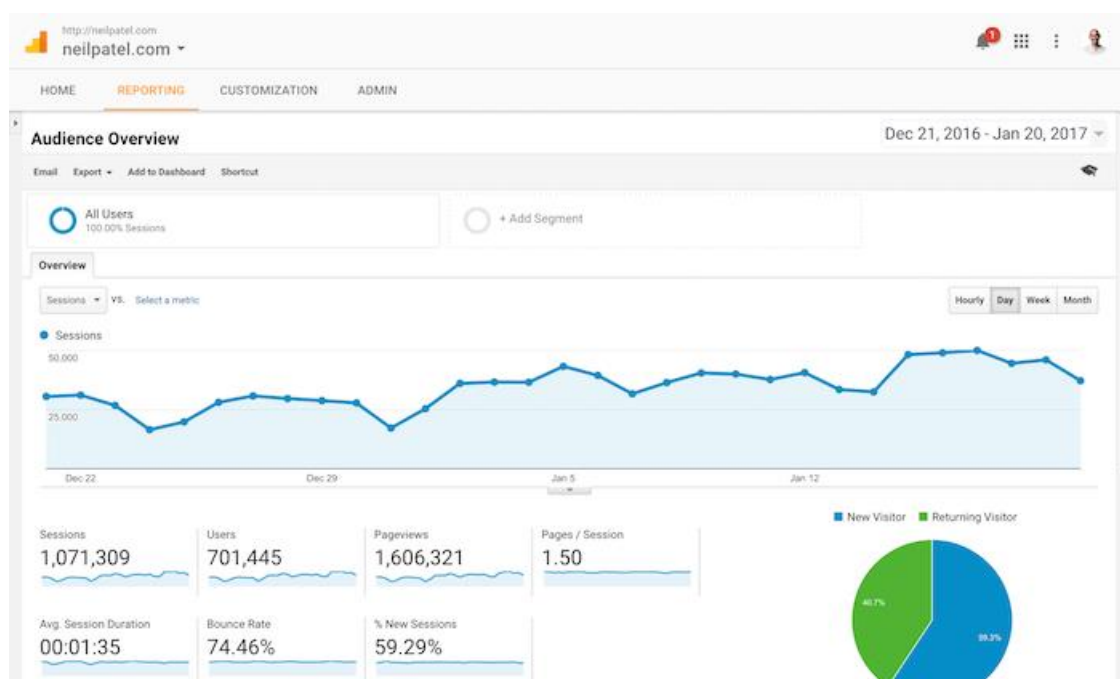 http://neilpatel.com
neilpatel.com
1
HOME REPORTING CUSTOMIZATION ADMIN
Audience Overview
Dec 21, 2016 - Jan 20, 2017
Email Export Add to Dashboard Shortcut
All Users
100.00% Sessions
+ Add Segment
Overview
Sessions VS. Select a metric
Hourly Day Week Month
Sessions
50,000
25,000
Dec 22 Dec 29 Jan 5 Jan 12
New Visitor Returning Visitor
Sessions Users Pageviews Pages / Session
1,071,309 701,445 1,606,321 1.50
40.7%
59.3%
Avg. Session Duration Bounce Rate % New Sessions
00:01:35 74.46% 59.29%